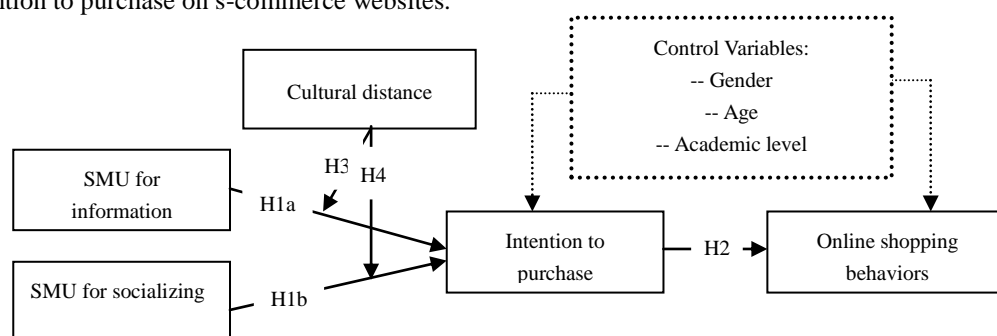 ntion to purchase on s-commerce websites.
Control Variables:
-- Gender
-- Age
-- Academic level
Cultural distance
H3
H4
SMU for
information
H1a
Intention to
purchase
H2
Online shopping
behaviors
SMU for socializing
H1b